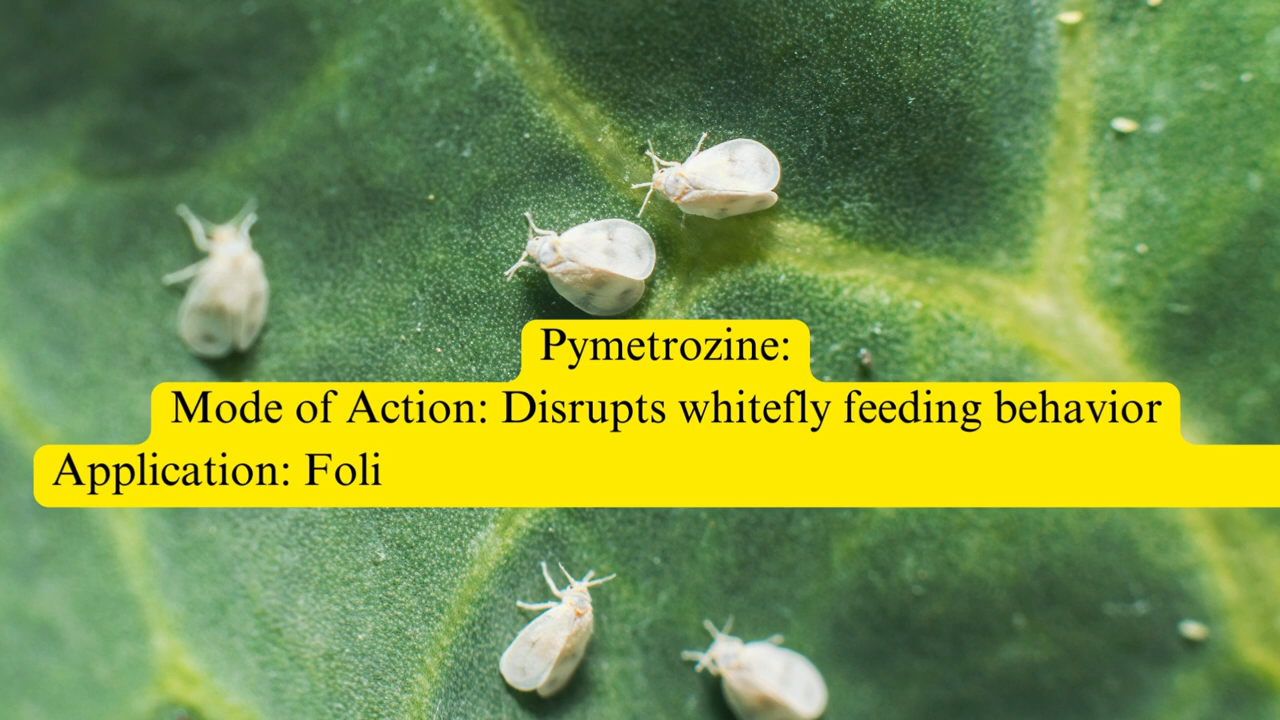 Pymetrozine:
Mode of Action: Disrupts whitefly feeding behavior
Application: Foli